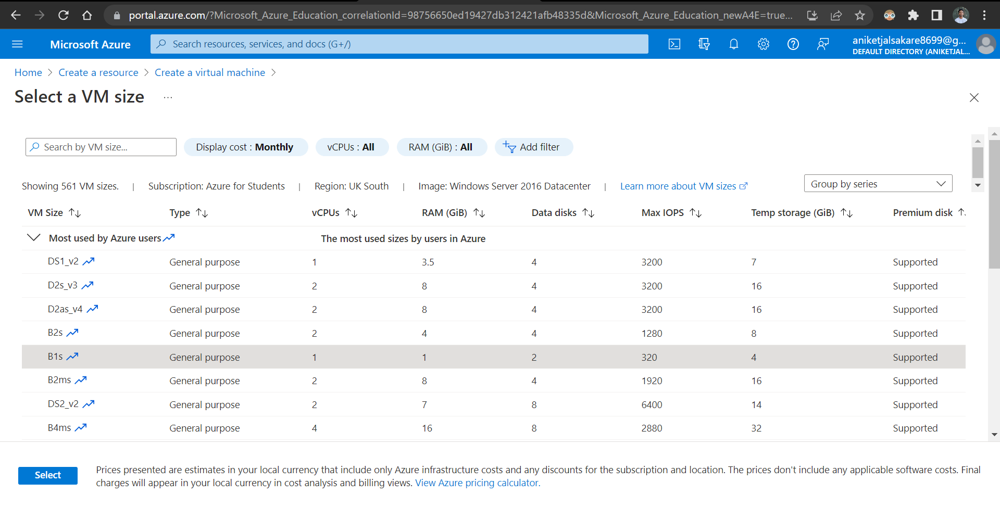 portal.azure.com/?Microsoft_Azure_Education_correlationId=98756650ed19427db312421afb48335d&Microsoft_Azure_Education_newA4E=true...
Microsoft Azure
Search resources, services, and docs (G+/)
aniketjalsakare8699@g...
DEFAULT DIRECTORY (ANIKETJAL...
Home > Create a resource > Create a virtual machine >
Select a VM size ...
Search by VM size... Display cost : Monthly vCPUs : All RAM (GiB) : All Add filter
Showing 561 VM sizes. | Subscription: Azure for Students | Region: UK South | Image: Windows Server 2016 Datacenter | Learn more about VM sizes Group by series
VM Size Type vCPUs RAM (GiB) Data disks Max IOPS Temp storage (GiB) Premium disk
Most used by Azure users The most used sizes by users in Azure
DS1_v2 General purpose 1 3.5 4 3200 7 Supported
D2s_v3 General purpose 2 8 4 3200 16 Supported
D2as_v4 General purpose 2 8 4 3200 16 Supported
B2s General purpose 2 4 4 1280 8 Supported
B1s General purpose 1 1 2 320 4 Supported
B2ms General purpose 2 8 4 1920 16 Supported
DS2_v2 General purpose 2 7 8 6400 14 Supported
B4ms General purpose 4 16 8 2880 32 Supported
Select
Prices presented are estimates in your local currency that include only Azure infrastructure costs and any discounts for the subscription and location. The prices don't include any applicable software costs. Final
charges will appear in your local currency in cost analysis and billing views. View Azure pricing calculator.